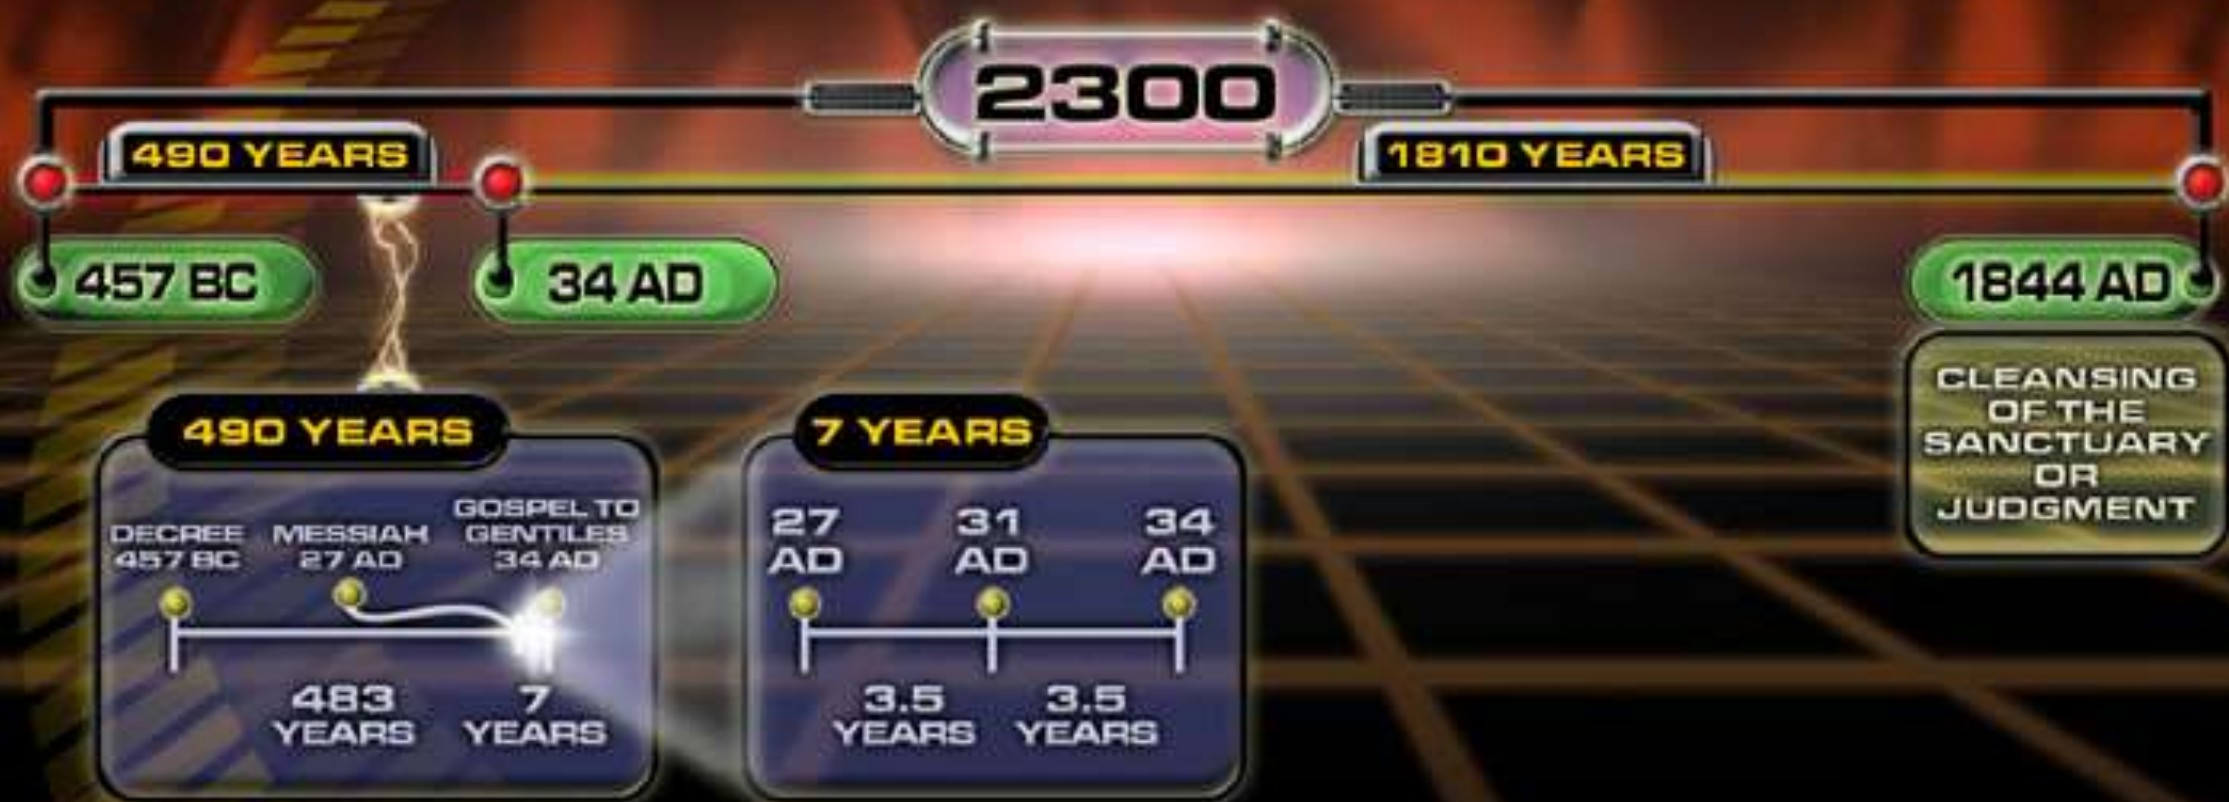 2300
490 YEARS
1810 YEARS
457 BC
34 AD
1844 AD
CLEANSING
OF THE
SANCTUARY
OR
JUDGMENT
490 YEARS
DECREE
457 BC
MESSIAH
27 AD
GOSPEL TO
GENTILES
34 AD
483
YEARS
7
YEARS
7 YEARS
27
AD
31
AD
34
AD
3.5
YEARS
3.5
YEARS